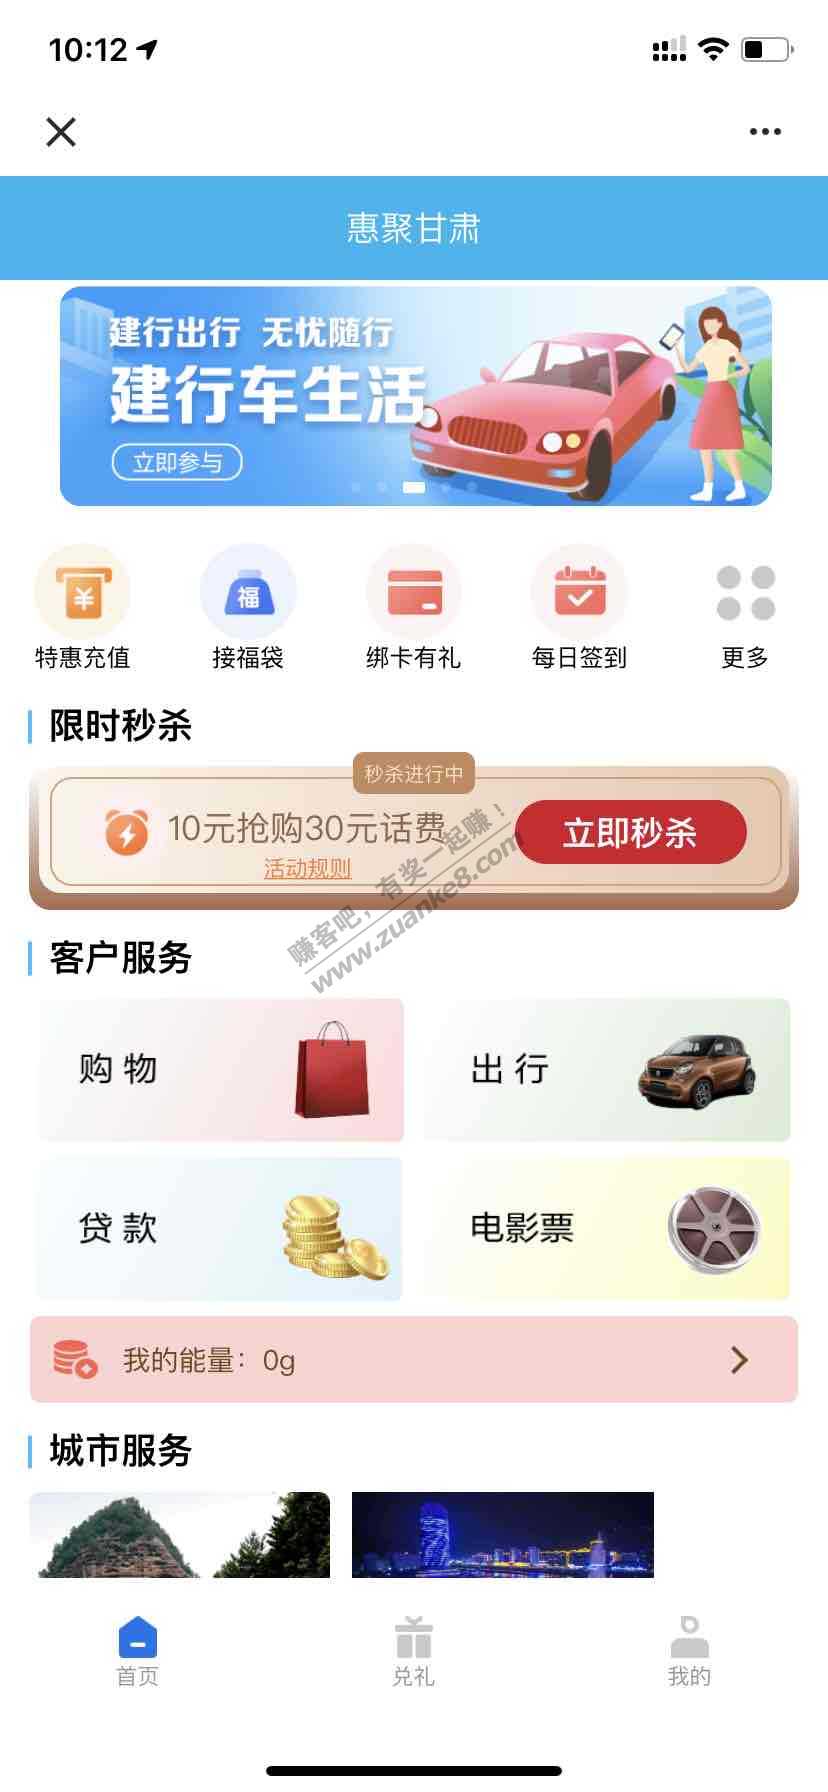 10:12
惠聚甘肃
建行出行 无忧随行
建行车生活
立即参与
福
特惠充值
接福袋
绑卡有礼
每日签到
更多
限时秒杀
秒杀进行中
10元抢购30元话费
立即秒杀
活动规则
赚客吧，有奖一起赚！
www.zuanke8.com
客户服务
购 物
出 行
贷 款
电影票
我的能量：0g
城市服务
首页
兑礼
我的